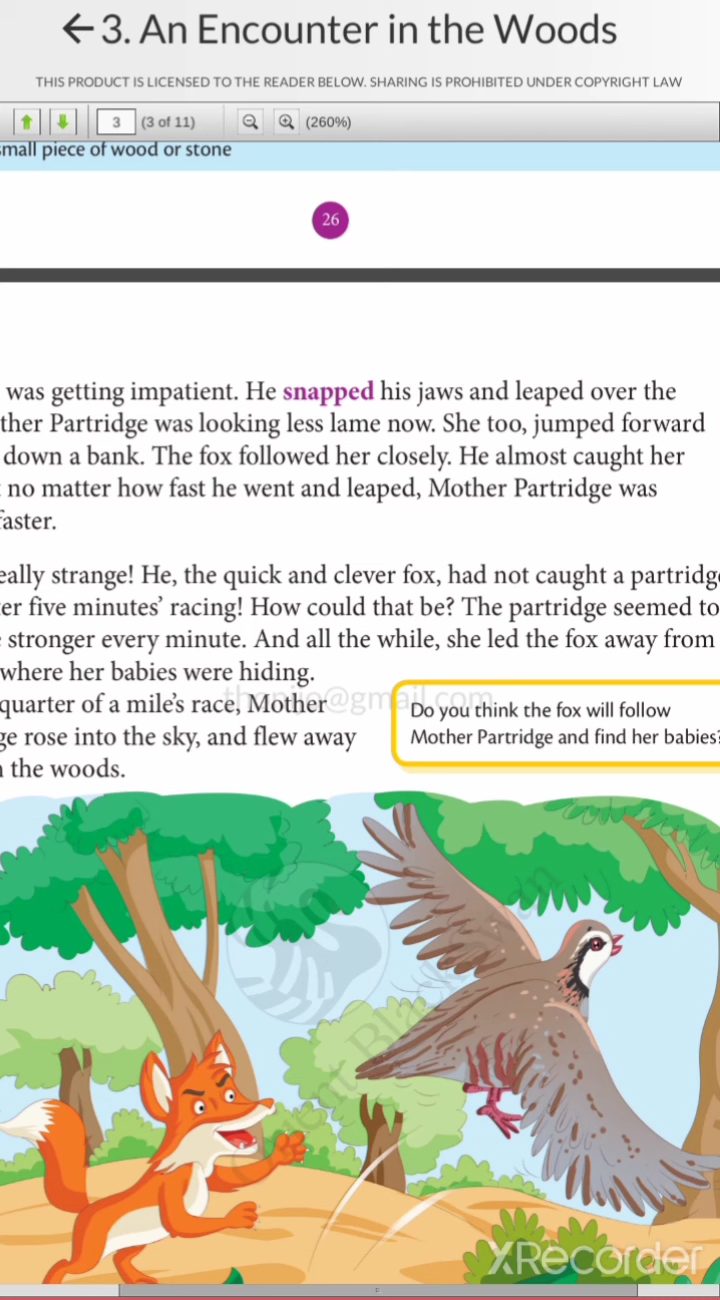 ←3. An Encounter in the Woods
THIS PRODUCT IS LICENSED TO THE READER BELOW. SHARING IS PROHIBITED UNDER COPYRIGHT LAW
3 (3 of 11) (260%)
small piece of wood or stone
26
was getting impatient. He snapped his jaws and leaped over the
ther Partridge was looking less lame now. She too, jumped forward
down a bank. The fox followed her closely. He almost caught her
no matter how fast he went and leaped, Mother Partridge was
faster.
eally strange! He, the quick and clever fox, had not caught a partridg
er five minutes' racing! How could that be? The partridge seemed to
stronger every minute. And all the while, she led the fox away from
where her babies were hiding.
quarter of a mile's race, Mother
ge rose into the sky, and flew away
the woods.
Do you think the fox will follow
Mother Partridge and find her babies?
XRecorder